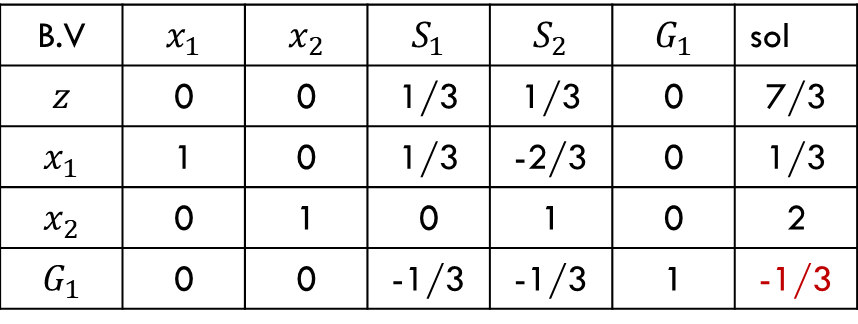 B.V x₁ x₂ S₁ S₂ G₁ sol
z 0 0 1/3 1/3 0 7/3
x₁ 1 0 1/3 -2/3 0 1/3
x₂ 0 1 0 1 0 2
G₁ 0 0 -1/3 -1/3 1 -1/3